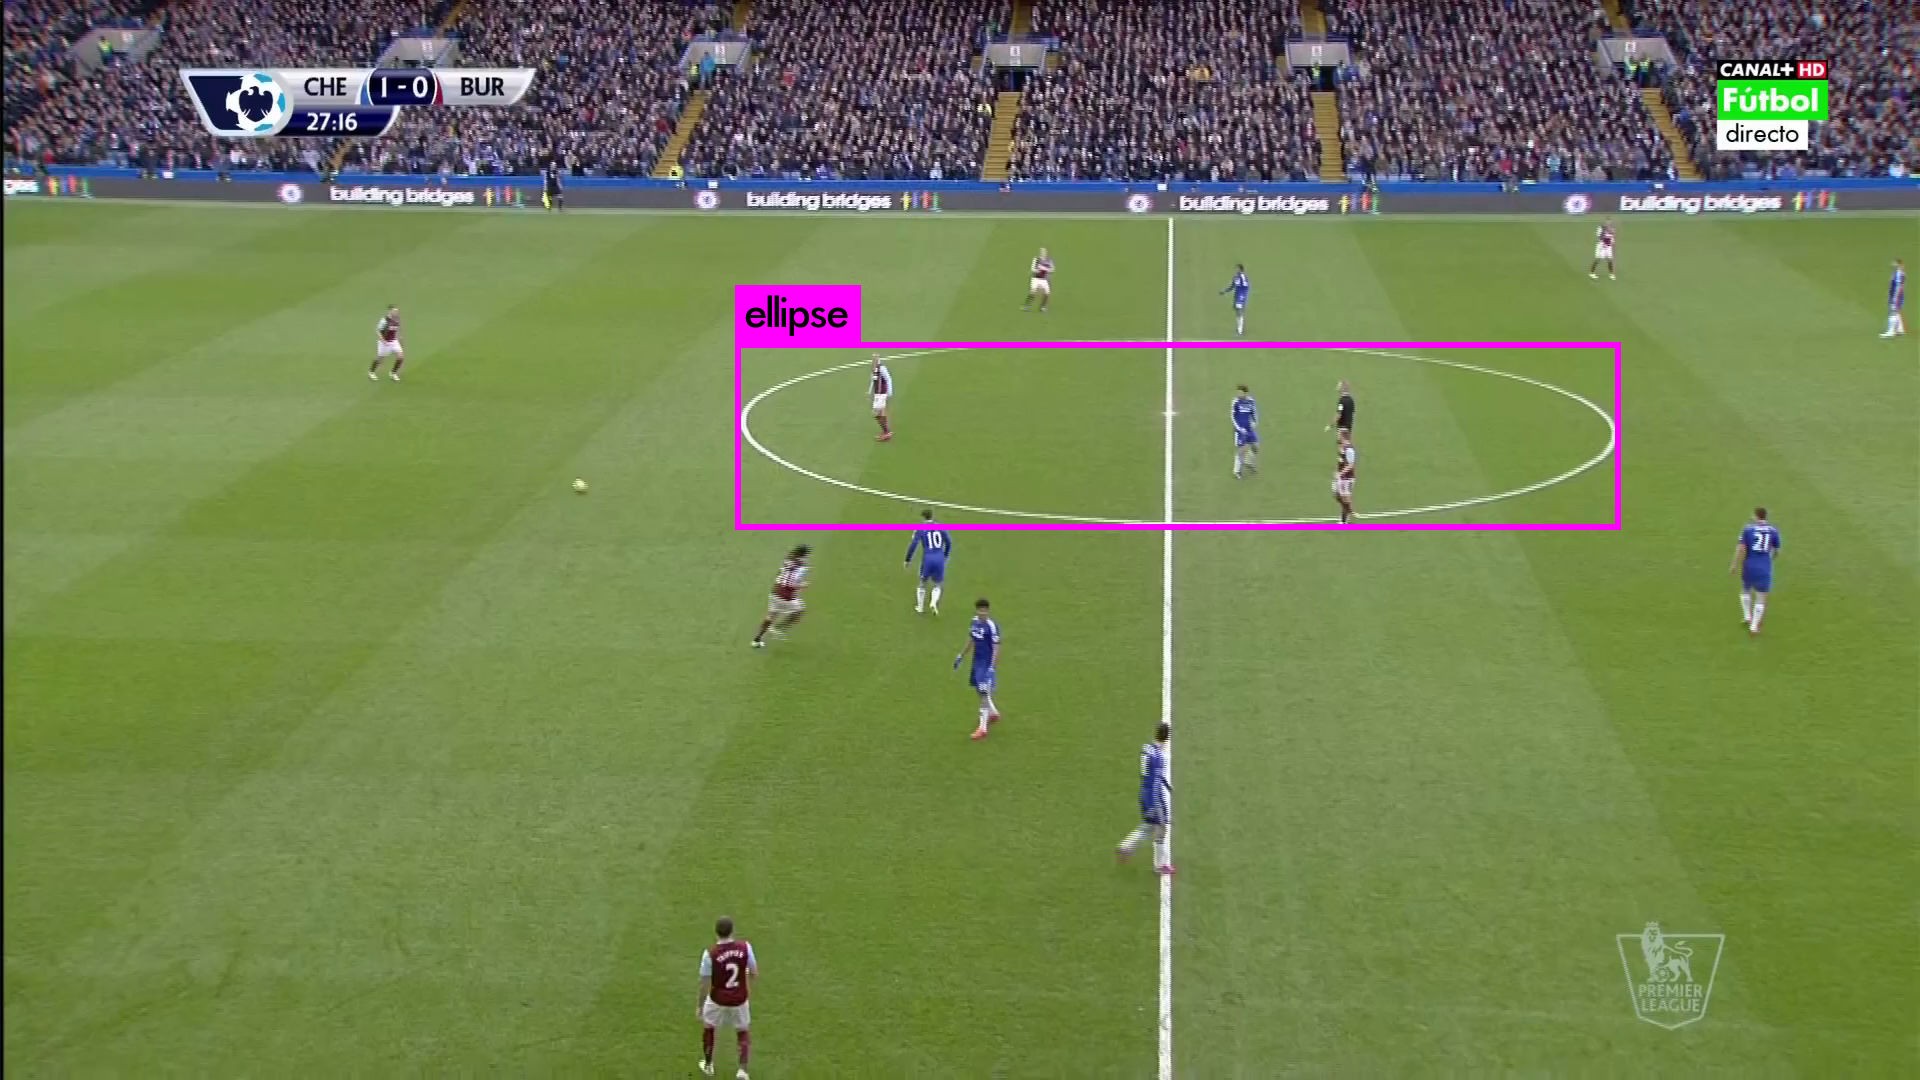 CHE 1-0 BUR
27:16
CANAL+ HD
Fútbol
directo
building bridges
building bridges
building bridges
building bridges
ellipse
10
21
TRIPPIER
2
PREMIER
LEAGUE